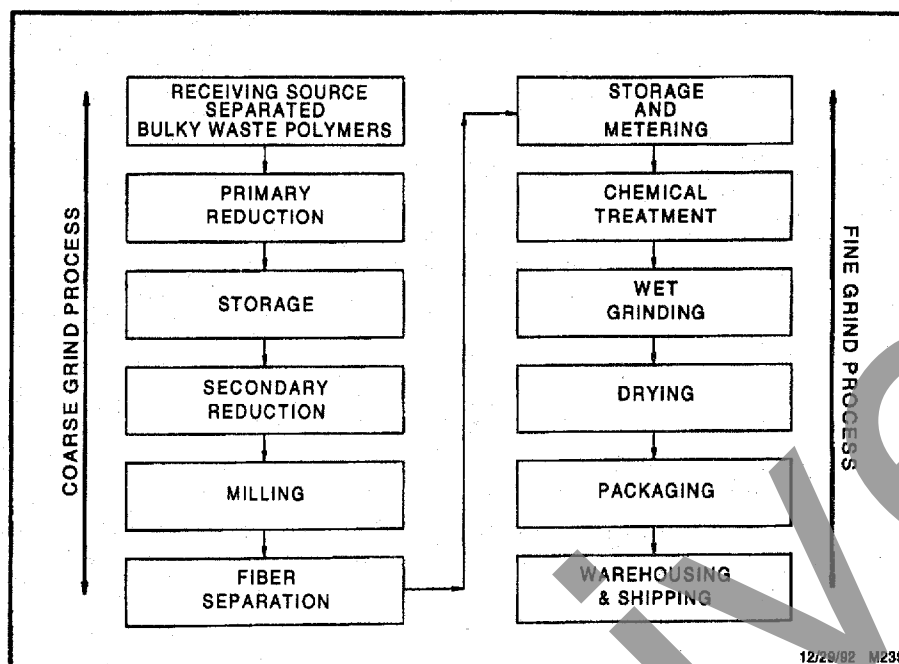 COARSE GRIND PROCESS
RECEIVING SOURCE
SEPARATED
BULKY WASTE POLYMERS
PRIMARY
REDUCTION
STORAGE
SECONDARY
REDUCTION
MILLING
FIBER
SEPARATION
STORAGE
AND
METERING
CHEMICAL
TREATMENT
WET
GRINDING
DRYING
PACKAGING
WAREHOUSING
& SHIPPING
FINE GRIND PROCESS
12/29/92